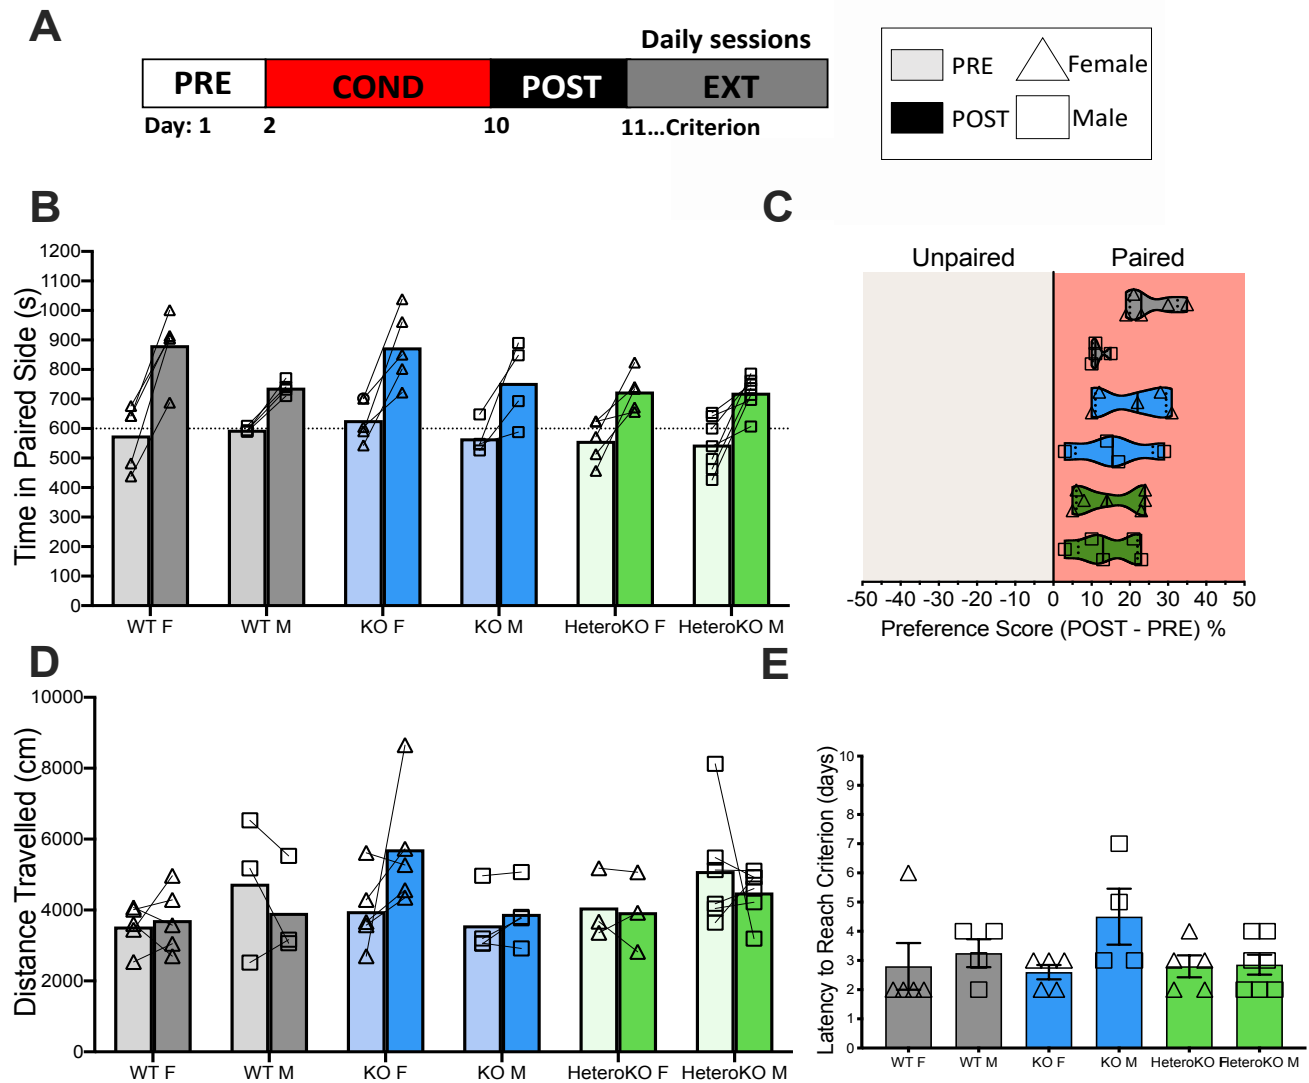 A
Daily sessions
PRE
COND
POST
EXT
Day: 1
2
10
11...Criterion
PRE
Female
POST
Male
B
Time in Paired Side (s)
1200
1100
1000
900
800
700
600
500
400
300
200
100
0
WT F
WT M
KO F
KO M
HeteroKO F
HeteroKO M
C
Unpaired
Paired
-50 -40 -30 -20 -10 0 10 20 30 40 50
Preference Score (POST - PRE) %
D
Distance Travelled (cm)
10000
8000
6000
4000
2000
0
WT F
WT M
KO F
KO M
HeteroKO F
HeteroKO M
E
Latency to Reach Criterion (days)
10
9
8
7
6
5
4
3
2
1
0
WT F
WT M
KO F
KO M
HeteroKO F
HeteroKO M